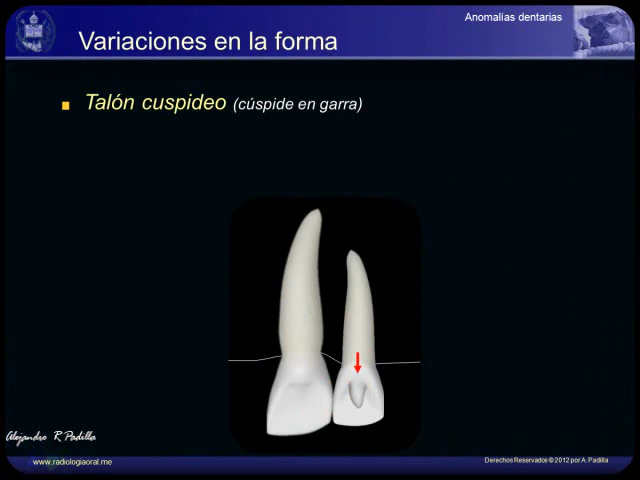 Anomalías dentarias
Variaciones en la forma
Talón cuspideo (cúspide en garra)
Alejandro R Padilla
www.radiologiaoral.me
Derechos Reservados © 2012 por A. Padilla